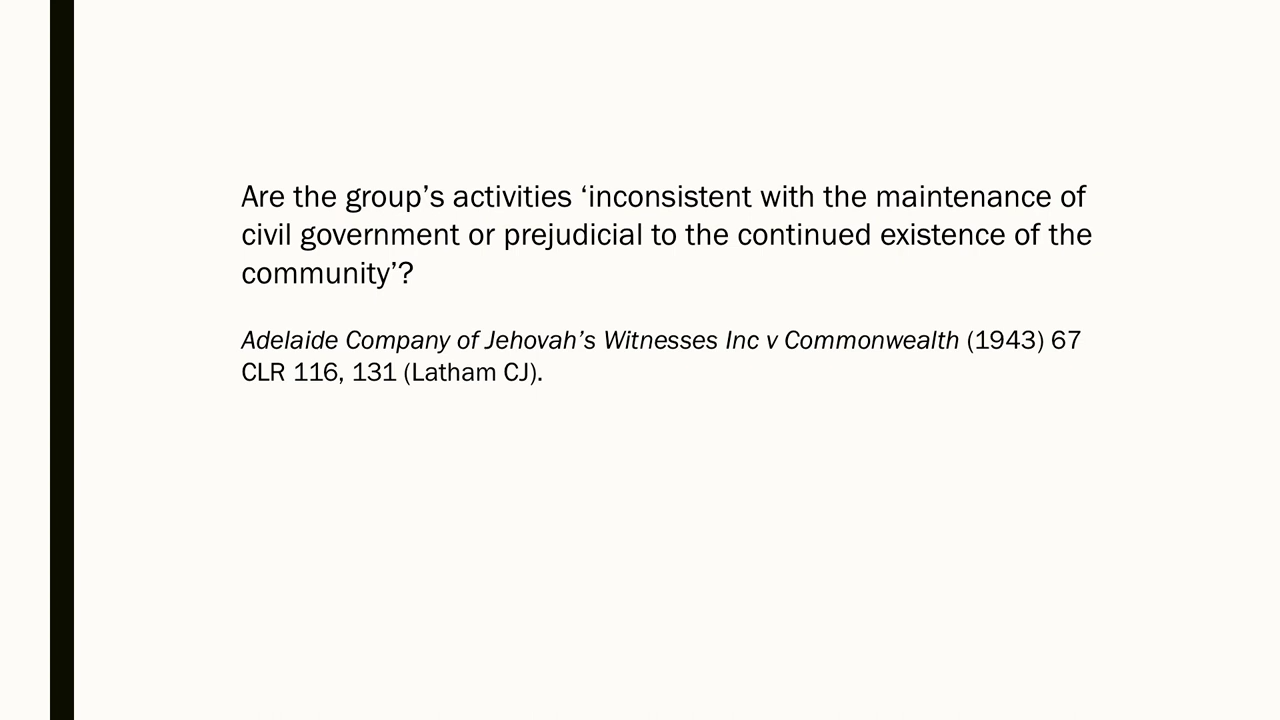 Are the group’s activities ‘inconsistent with the maintenance of
civil government or prejudicial to the continued existence of the
community’?
Adelaide Company of Jehovah’s Witnesses Inc v Commonwealth (1943) 67
CLR 116, 131 (Latham CJ).